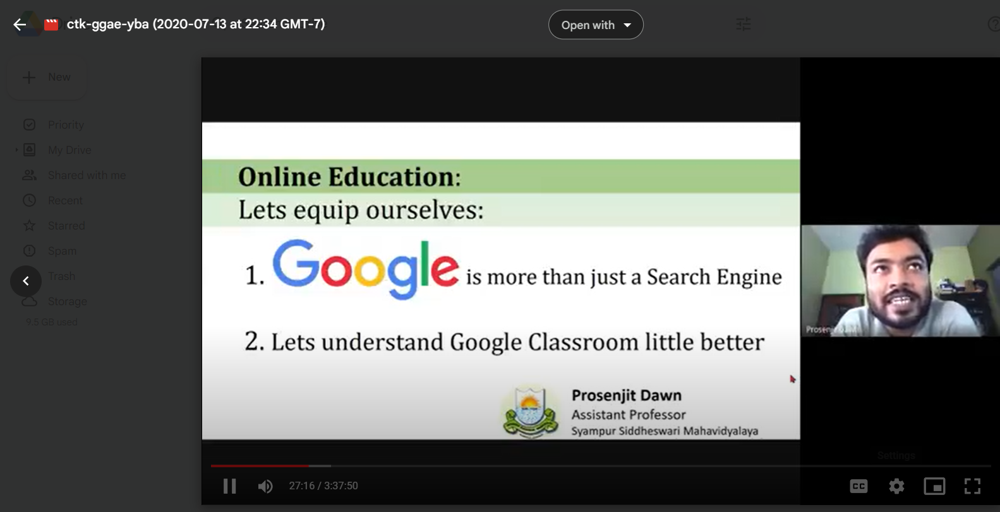 ctk-ggae-yba (2020-07-13 at 22:34 GMT-7)
Open with
New
Priority
My Drive
Shared with me
Recent
Starred
Spam
Trash
Storage
9.5 GB used
Online Education:
Lets equip ourselves:
1. Google is more than just a Search Engine
2. Lets understand Google Classroom little better
Prosenjit Dawn
Assistant Professor
Syampur Siddheswari Mahavidyalaya
Settings
27:16 / 3:37:50
CC